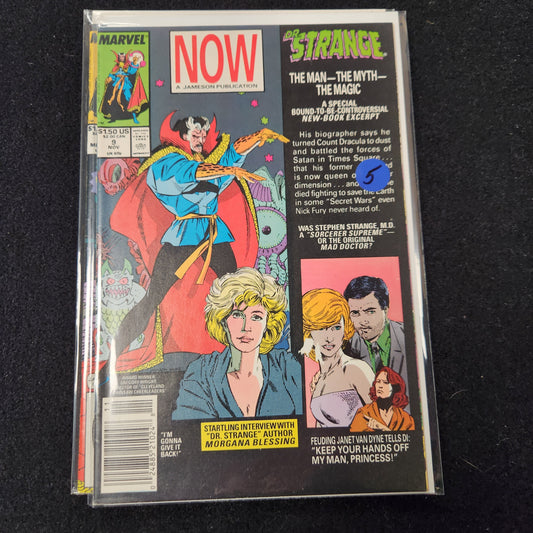 MARVEL
$1.50 US
$2.00 CAN
9
NOV
UK 85p
NOW
A JAMESON PUBLICATION
DR. STRANGE
THE MAN—THE MYTH—
THE MAGIC
A SPECIAL
BOUND-TO-BE-CONTROVERSIAL
NEW-BOOK EXCERPT
His biographer says he
turned Count Dracula to dust
and battled the forces of
Satan in Times Square . . .
that his former
is now queen
dimension . . . and
died fighting to save
Earth
in some "Secret Wars" even
Nick Fury never heard of.
5
WAS STEPHEN STRANGE, M.D.
A "SORCERER SUPREME"—
OR THE ORIGINAL
MAD DOCTOR?
"I'M
GONNA
GIVE IT
BACK!"
STARTLING INTERVIEW WITH
"DR. STRANGE" AUTHOR
MORGANA BLESSING
FEUDING JANET VAN DYNE TELLS DI:
"KEEP YOUR HANDS OFF
MY MAN, PRINCESS!"